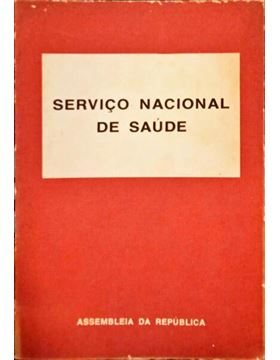 SERVIÇO NACIONAL
DE SAÚDE
ASSEMBLEIA DA REPÚBLICA